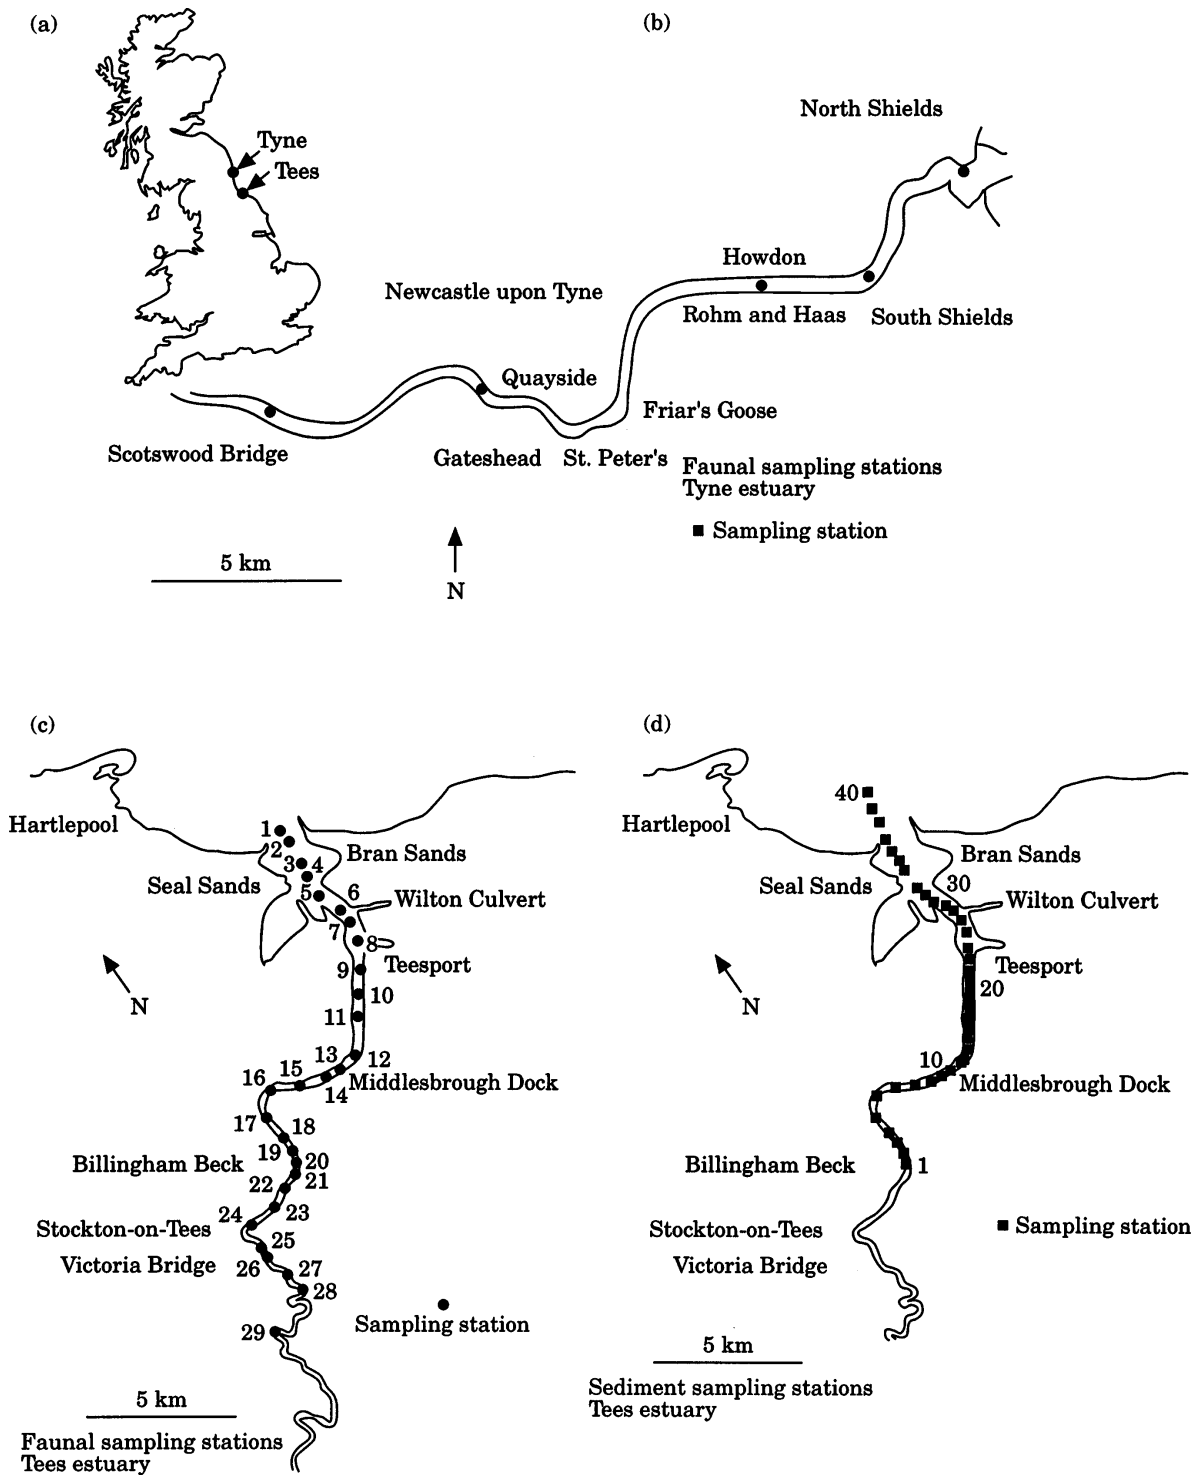 (a)
Tyne
Tees
(b)
North Shields
Howdon
Newcastle upon Tyne
Rohm and Haas
South Shields
Quayside
Friar's Goose
Scotswood Bridge
Gateshead
St. Peter's
Faunal sampling stations
Tyne estuary
Sampling station
5 km
N
(c)
Hartlepool
1
2
3
4
Bran Sands
Seal Sands
5
6
Wilton Culvert
7
8
9
Teesport
N
10
11
13
12
15
16
14
Middlesbrough Dock
17
18
19
Billingham Beck
20
21
22
24
23
Stockton-on-Tees
25
Victoria Bridge
26
27
28
29
Sampling station
5 km
Faunal sampling stations
Tees estuary
(d)
40
Hartlepool
Bran Sands
Seal Sands
30
Wilton Culvert
Teesport
N
20
10
Middlesbrough Dock
Billingham Beck
1
Stockton-on-Tees
Sampling station
Victoria Bridge
5 km
Sediment sampling stations
Tees estuary